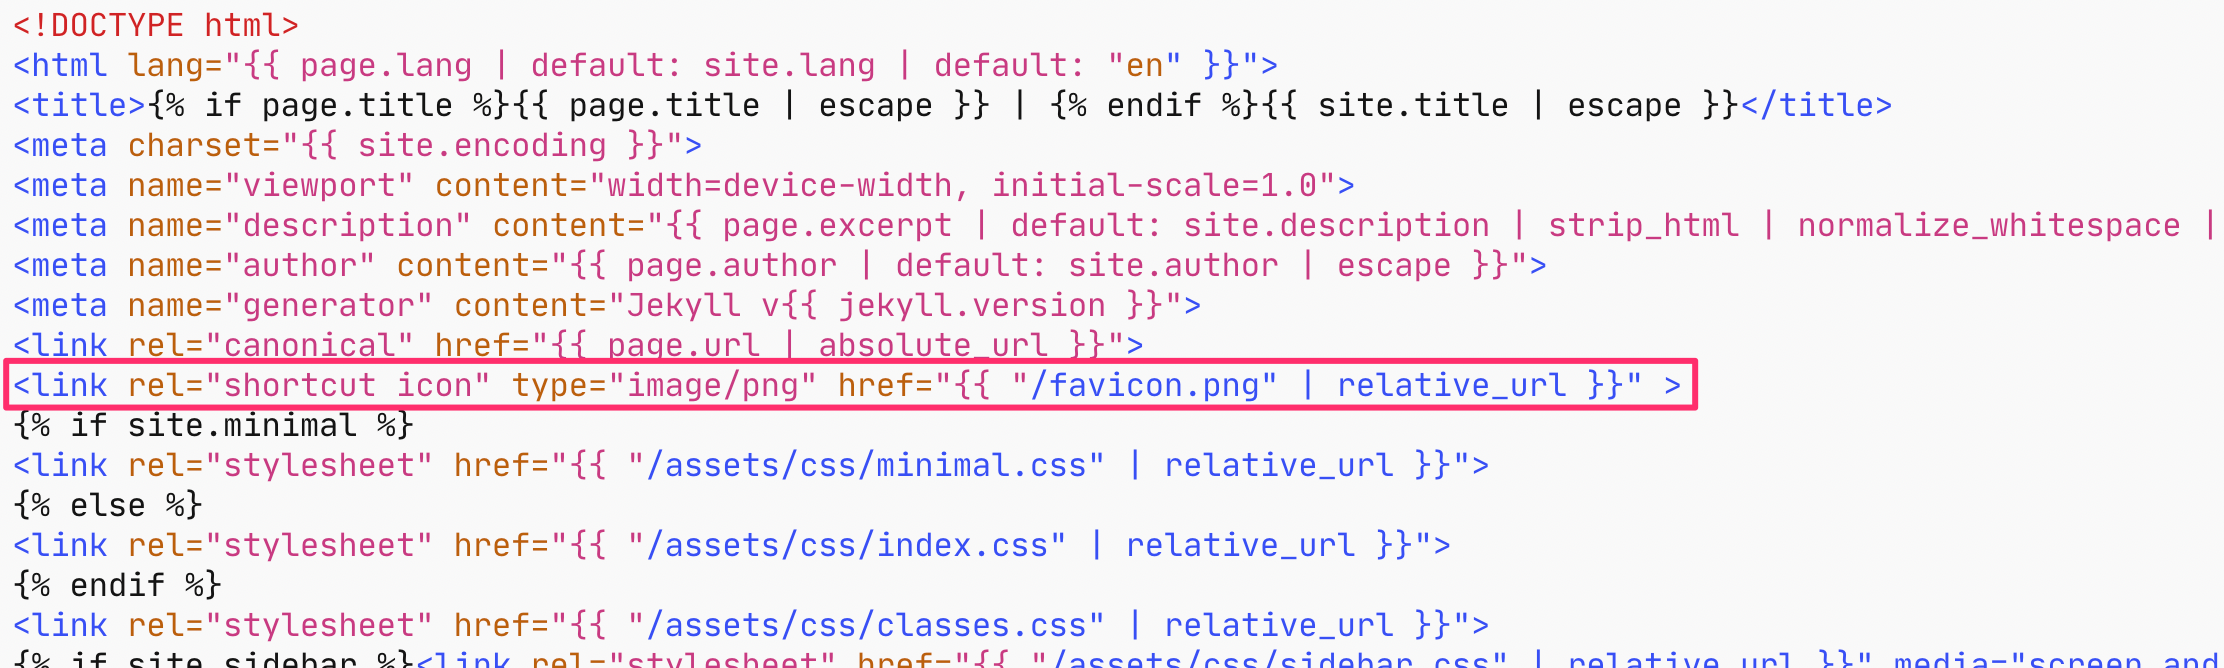 <!DOCTYPE html>
<html lang="{{ page.lang | default: site.lang | default: "en" }}">
<title>{% if page.title %}{{ page.title | escape }} | {% endif %}{{ site.title | escape }}</title>
<meta charset="{{ site.encoding }}">
<meta name="viewport" content="width=device-width, initial-scale=1.0">
<meta name="description" content="{{ page.excerpt | default: site.description | strip_html | normalize_whitespace |
<meta name="author" content="{{ page.author | default: site.author | escape }}">
<meta name="generator" content="Jekyll v{{ jekyll.version }}">
<link rel="canonical" href="{{ page.url | absolute_url }}">
<link rel="shortcut icon" type="image/png" href="{{ "/favicon.png" | relative_url }}" >
{% if site.minimal %}
<link rel="stylesheet" href="{{ "/assets/css/minimal.css" | relative_url }}">
{% else %}
<link rel="stylesheet" href="{{ "/assets/css/index.css" | relative_url }}">
{% endif %}
<link rel="stylesheet" href="{{ "/assets/css/classes.css" | relative_url }}">
{% if site.sidebar %}<link rel="stylesheet" href="{{ "/assets/css/sidebar.css" | relative_url }}" media="screen and